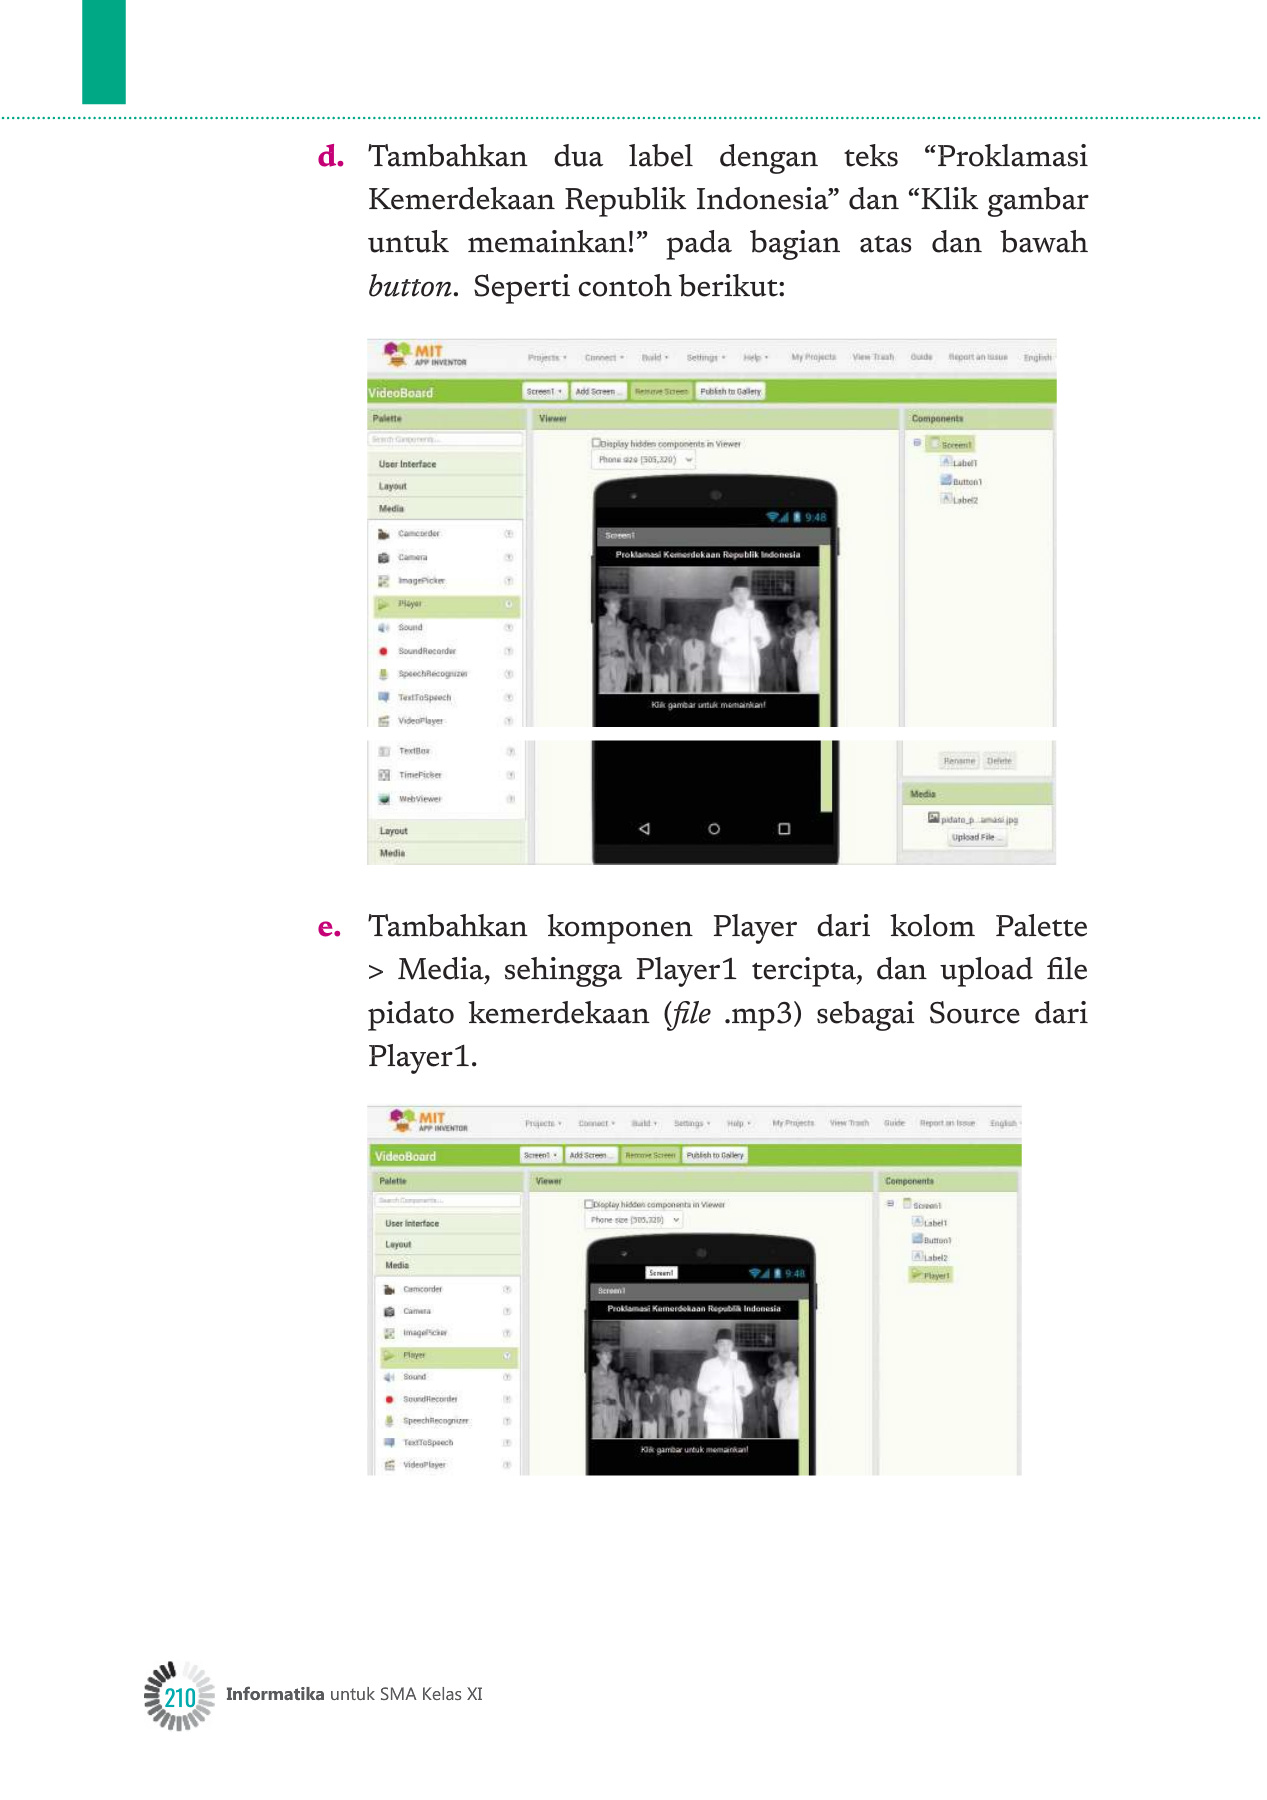 d. Tambahkan dua label dengan teks “Proklamasi
Kemerdekaan Republik Indonesia” dan “Klik gambar
untuk memainkan!” pada bagian atas dan bawah
button. Seperti contoh berikut:
MIT
APP INVENTOR
Projects Connect Build Settings Help My Projects View Trash Guide Report an Issue English
VideoBoard
Screen1 Add Screen ... Remove Screen Publish to Gallery
Palette
Viewer
Components
Search Components...
Display hidden components in Viewer
Phone size (505,320)
User Interface
Layout
Media
Camcorder
Camera
ImagePicker
Player
Sound
SoundRecorder
SpeechRecognizer
TextToSpeech
VideoPlayer
9:48
Screen1
Proklamasi Kemerdekaan Republik Indonesia
Klik gambar untuk memainkan!
Screen1
Label1
Button1
Label2
TextBox
TimePicker
WebViewer
Layout
Media
Rename Delete
Media
pidato_p...amasi.jpg
Upload File ...
e. Tambahkan komponen Player dari kolom Palette
> Media, sehingga Player1 tercipta, dan upload file
pidato kemerdekaan (file .mp3) sebagai Source dari
Player1.
MIT
APP INVENTOR
Projects Connect Build Settings Help My Projects View Trash Guide Report an Issue English
VideoBoard
Screen1 Add Screen ... Remove Screen Publish to Gallery
Palette
Viewer
Components
Search Components...
Display hidden components in Viewer
Phone size (505,320)
User Interface
Layout
Media
Camcorder
Camera
ImagePicker
Player
Sound
SoundRecorder
SpeechRecognizer
TextToSpeech
VideoPlayer
Screen1
9:48
Screen1
Proklamasi Kemerdekaan Republik Indonesia
Klik gambar untuk memainkan!
Screen1
Label1
Button1
Label2
Player1
210 Informatika untuk SMA Kelas XI